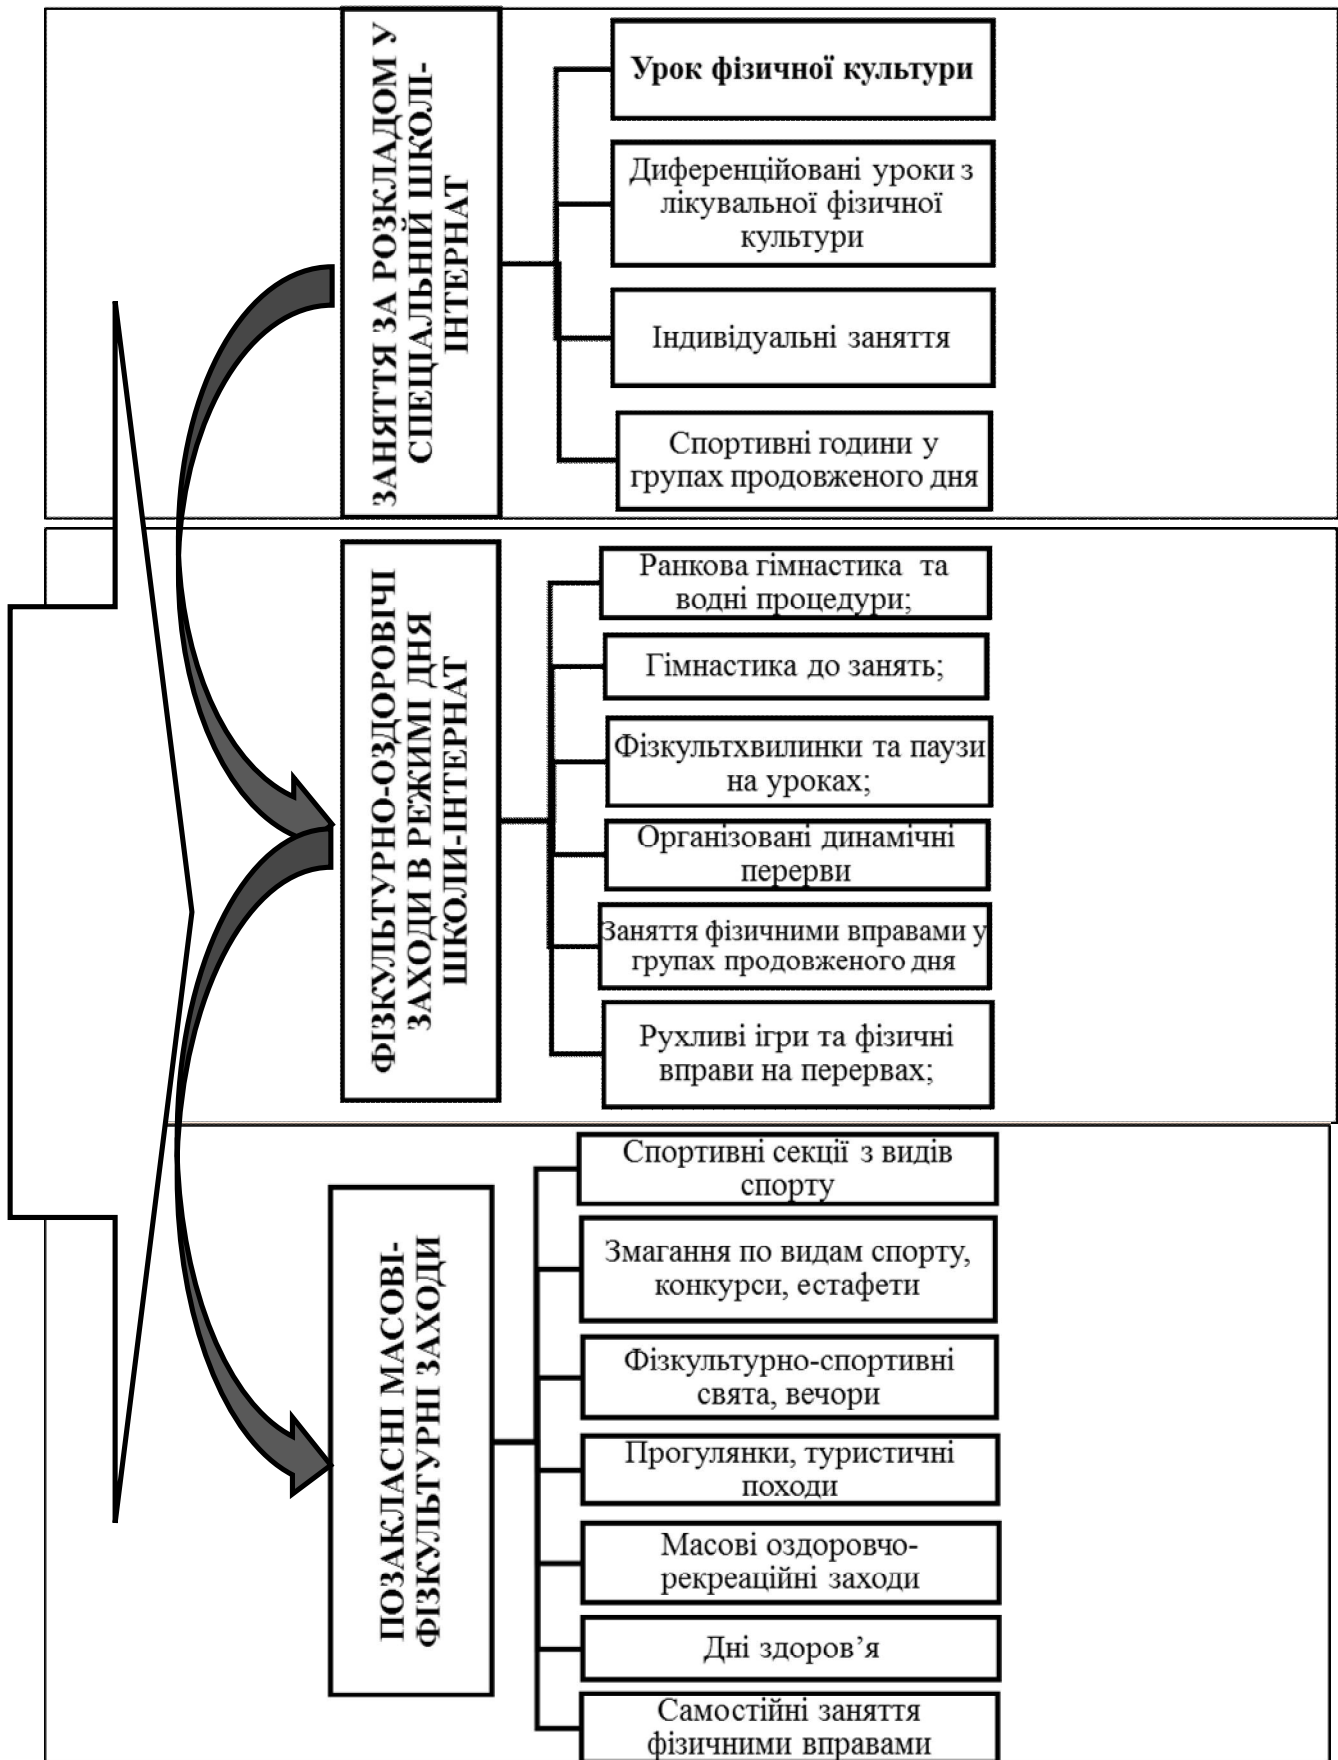 ЗАНЯТТЯ ЗА РОЗКЛАДОМ У
СПЕЦІАЛЬНІЙ ШКОЛІ-
ІНТЕРНАТ
Урок фізичної культури
Диференційовані уроки з
лікувальної фізичної
культури
Індивідуальні заняття
Спортивні години у
групах продовженого дня
ФІЗКУЛЬТУРНО-ОЗДОРОВІЧІ
ЗАХОДИ В РЕЖИМІ ДНЯ
ШКОЛИ-ІНТЕРНАТ
Ранкова гімнастика та
водні процедури;
Гімнастика до занять;
Фізкультхвилинки та паузи
на уроках;
Організовані динамічні
перерви
Заняття фізичними вправами у
групах продовженого дня
Рухливі ігри та фізичні
вправи на перервах;
ПОЗАКЛАСНІ МАСОВІ-
ФІЗКУЛЬТУРНІ ЗАХОДИ
Спортивні секції з видів
спорту
Змагання по видам спорту,
конкурси, естафети
Фізкультурно-спортивні
свята, вечори
Прогулянки, туристичні
походи
Масові оздоровчо-
рекреаційні заходи
Дні здоров’я
Самостійні заняття
фізичними вправами